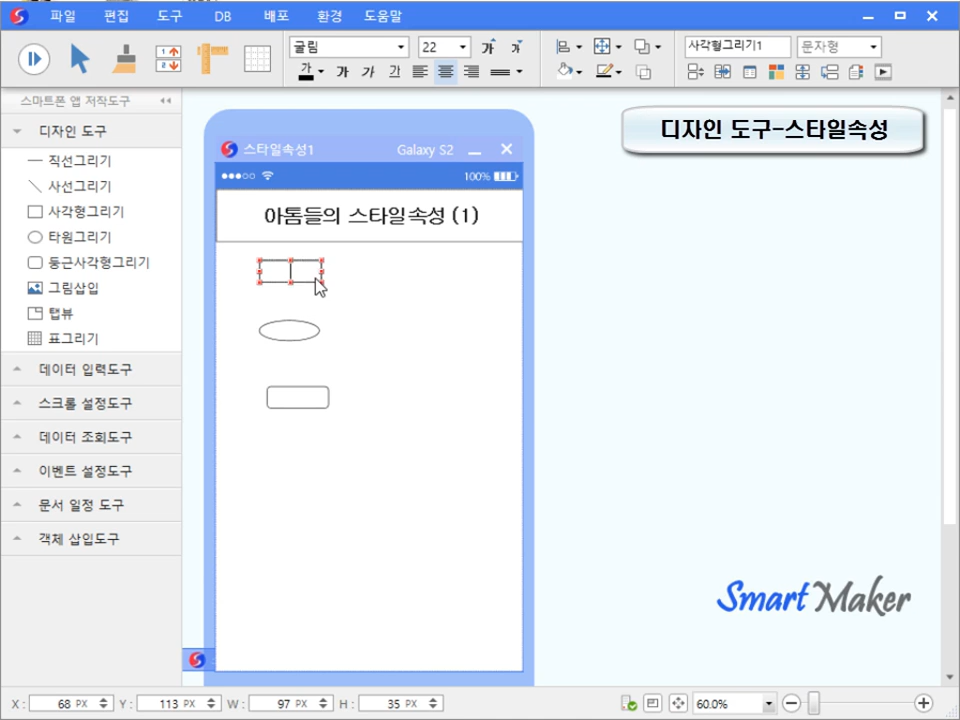 파일 편집 도구 DB 배포 환경 도움말
굴림 22 가 가 사각형그리기1 문자형
가 가 가 가
스마트폰 앱 저작도구
디자인 도구
직선그리기
사선그리기
사각형그리기
타원그리기
둥근사각형그리기
그림삽입
탭뷰
표그리기
데이터 입력도구
스크롤 설정도구
데이터 조회도구
이벤트 설정도구
문서 일정 도구
객체 삽입도구
디자인 도구-스타일속성
스타일속성1 Galaxy S2
100%
아톰들의 스타일속성 (1)
Smart Maker
X : 68 PX Y : 113 PX W : 97 PX H : 35 PX 60.0%